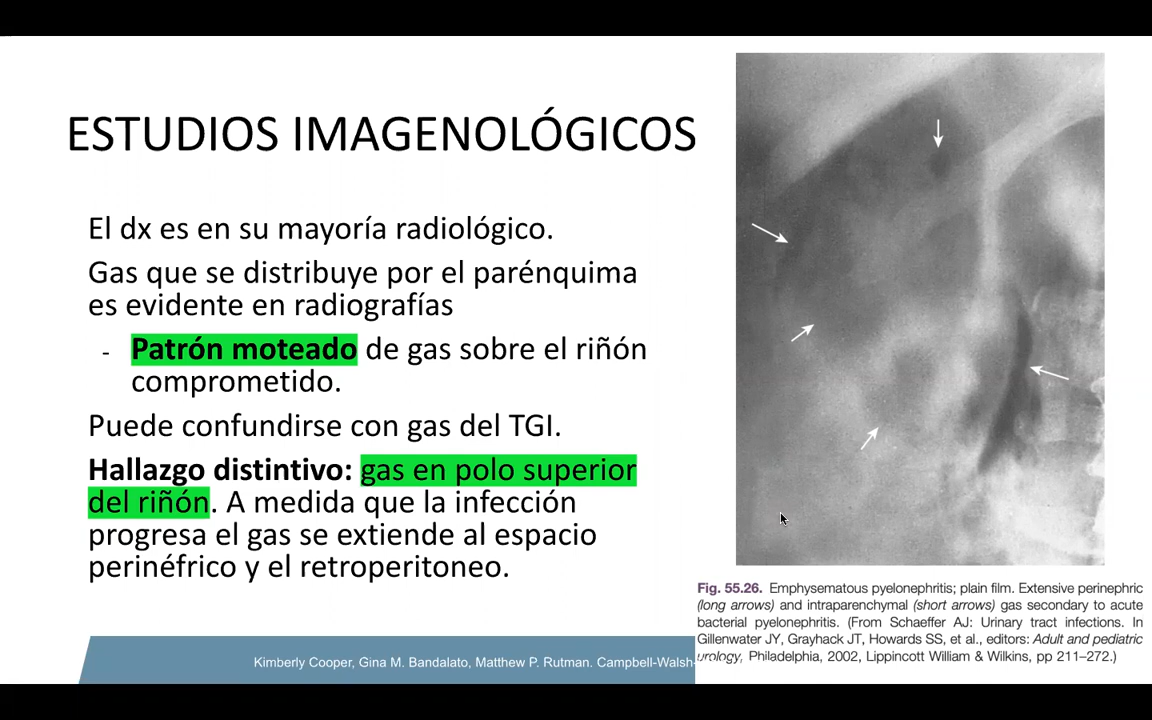 ESTUDIOS IMAGENOLÓGICOS
El dx es en su mayoría radiológico.
Gas que se distribuye por el parénquima
es evidente en radiografías
- Patrón moteado de gas sobre el riñón
comprometido.
Puede confundirse con gas del TGI.
Hallazgo distintivo: gas en polo superior
del riñón. A medida que la infección
progresa el gas se extiende al espacio
perinéfrico y el retroperitoneo.
Kimberly Cooper, Gina M. Bandalato, Matthew P. Rutman. Campbell-Walsh-
Fig. 55.26. Emphysematous pyelonephritis; plain film. Extensive perinephric
(long arrows) and intraparenchymal (short arrows) gas secondary to acute
bacterial pyelonephritis. (From Schaeffer AJ: Urinary tract infections. In
Gillenwater JY, Grayhack JT, Howards SS, et al., editors: Adult and pediatric
urology, Philadelphia, 2002, Lippincott William & Wilkins, pp 211–272.)